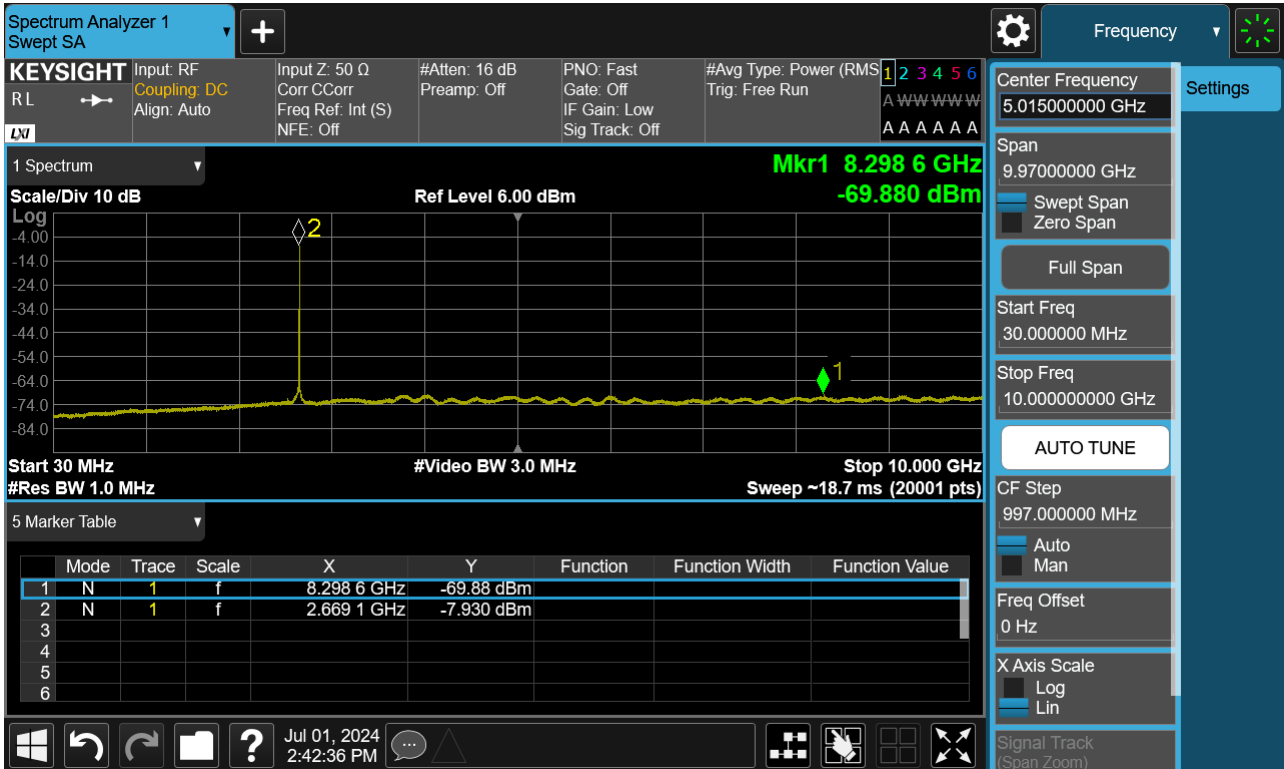 Spectrum Analyzer 1
Swept SA
Frequency
KEYSIGHT
R L
LXI
Input: RF
Coupling: DC
Align: Auto
Input Z: 50 Ω
Corr CCorr
Freq Ref: Int (S)
NFE: Off
#Atten: 16 dB
Preamp: Off
PNO: Fast
Gate: Off
IF Gain: Low
Sig Track: Off
#Avg Type: Power (RMS
Trig: Free Run
1 2 3 4 5 6
A W W W W W
A A A A A A
1 Spectrum
Scale/Div 10 dB
Ref Level 6.00 dBm
Mkr1 8.298 6 GHz
-69.880 dBm
Log
-4.00
-14.0
-24.0
-34.0
-44.0
-54.0
-64.0
-74.0
-84.0
2
1
Start 30 MHz
#Video BW 3.0 MHz
Stop 10.000 GHz
#Res BW 1.0 MHz
Sweep ~18.7 ms (20001 pts)
5 Marker Table
Mode Trace Scale X Y Function Function Width Function Value
1 N 1 f 8.298 6 GHz -69.88 dBm
2 N 1 f 2.669 1 GHz -7.930 dBm
3
4
5
6
Jul 01, 2024
2:42:36 PM
Center Frequency
5.015000000 GHz
Span
9.97000000 GHz
Swept Span
Zero Span
Full Span
Start Freq
30.000000 MHz
Stop Freq
10.000000000 GHz
AUTO TUNE
CF Step
997.000000 MHz
Auto
Man
Freq Offset
0 Hz
X Axis Scale
Log
Lin
Signal Track
(Span Zoom)
Settings